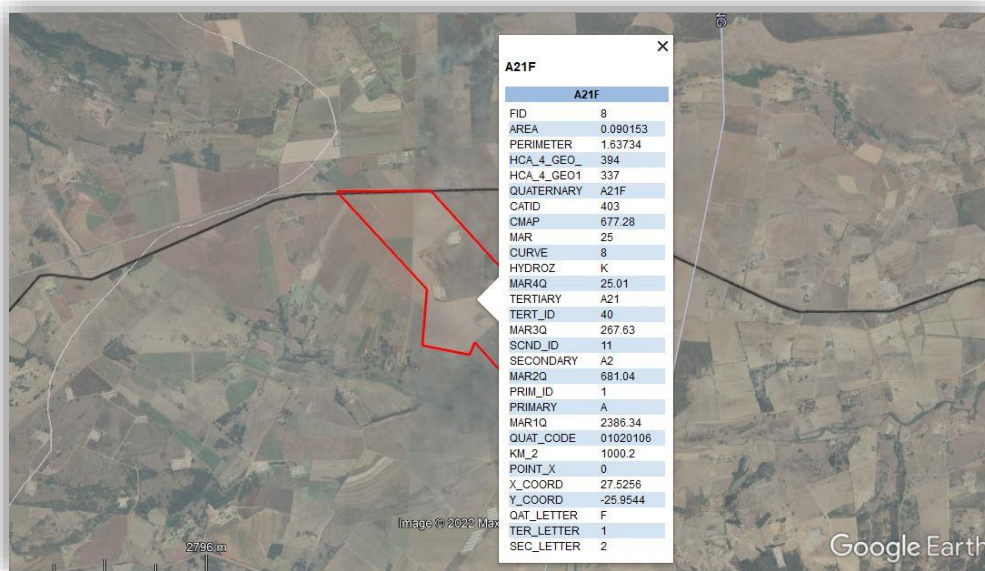 A21F
A21F
FID 8
AREA 0.090153
PERIMETER 1.63734
HCA_4_GEO_ 394
HCA_4_GEO1 337
QUATERNARY A21F
CATID 403
CMAP 677.28
MAR 25
CURVE 8
HYDROZ K
MAR4Q 25.01
TERTIARY A21
TERT_ID 40
MAR3Q 267.63
SCND_ID 11
SECONDARY A2
MAR2Q 681.04
PRIM_ID 1
PRIMARY A
MAR1Q 2386.34
QUAT_CODE 01020106
KM_2 1000.2
POINT_X 0
X_COORD 27.5256
Y_COORD -25.9544
QAT_LETTER F
TER_LETTER 1
SEC_LETTER 2
Image © 2022 Max
2796 m
Google Earth